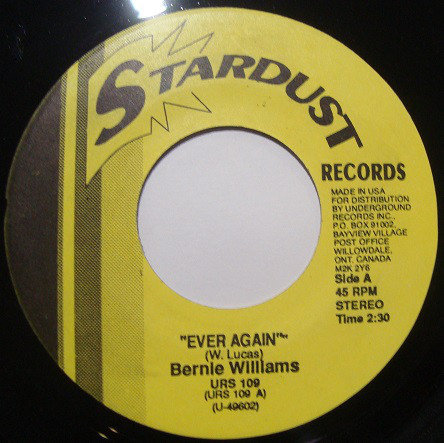 STARDUST
RECORDS
MADE IN USA
FOR DISTRIBUTION
BY UNDERGROUND
RECORDS INC.,
P.O. BOX 91002,
BAYVIEW VILLAGE
POST OFFICE
WILLOWDALE,
ONT. CANADA
M2K 2Y6
Side A
45 RPM
STEREO
Time 2:30
"EVER AGAIN"
(W. Lucas)
Bernie Williams
URS 109
(URS 109 A)
(U-49602)